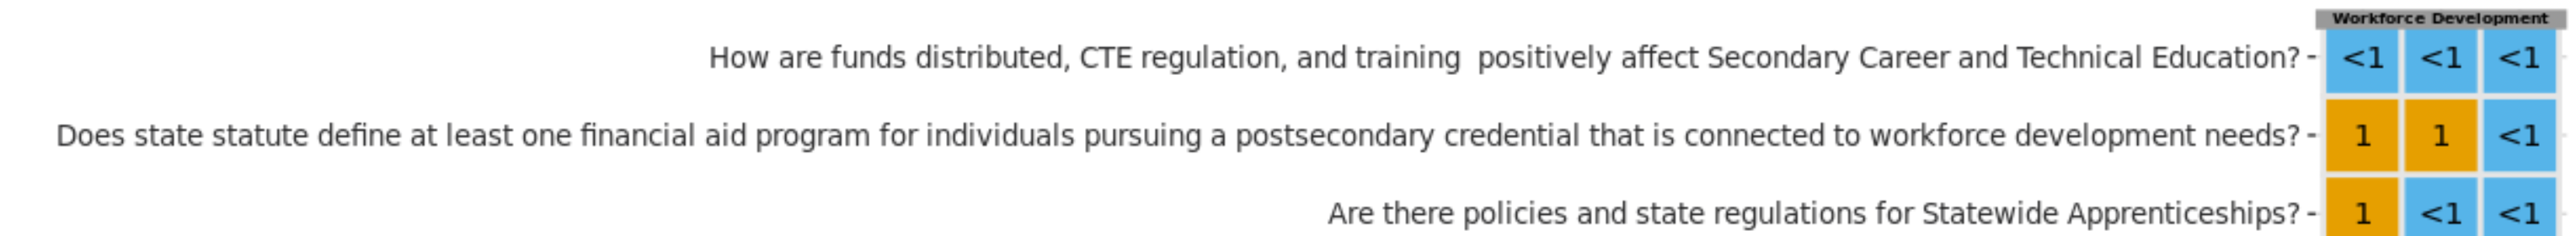 Workforce Development
How are funds distributed, CTE regulation, and training  positively affect Secondary Career and Technical Education? <1 <1 <1
Does state statute define at least one financial aid program for individuals pursuing a postsecondary credential that is connected to workforce development needs? 1 1 <1
Are there policies and state regulations for Statewide Apprenticeships? 1 <1 <1